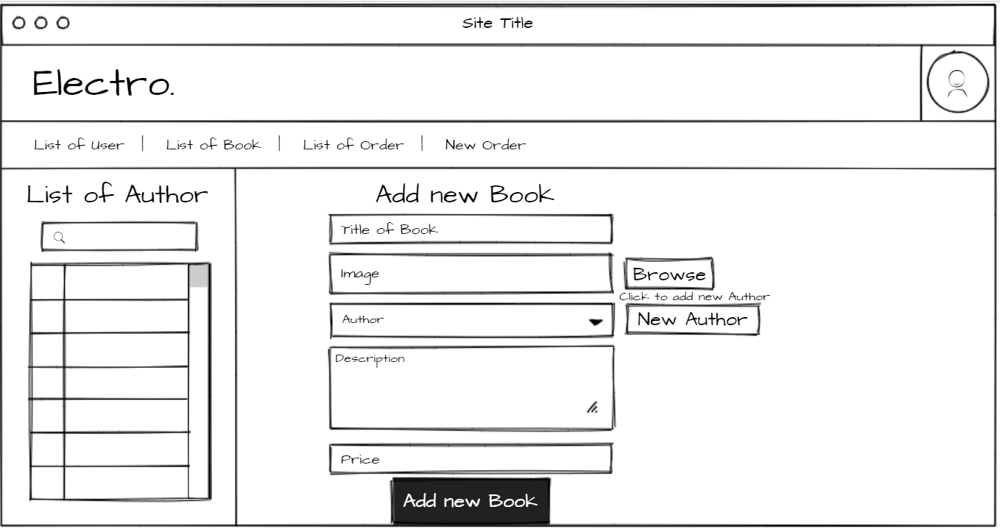 Site Title
Electro.
List of User
List of Book
List of Order
New Order
List of Author
Add new Book
Title of Book
Image
Browse
Click to add new Author
Author
New Author
Description
Price
Add new Book